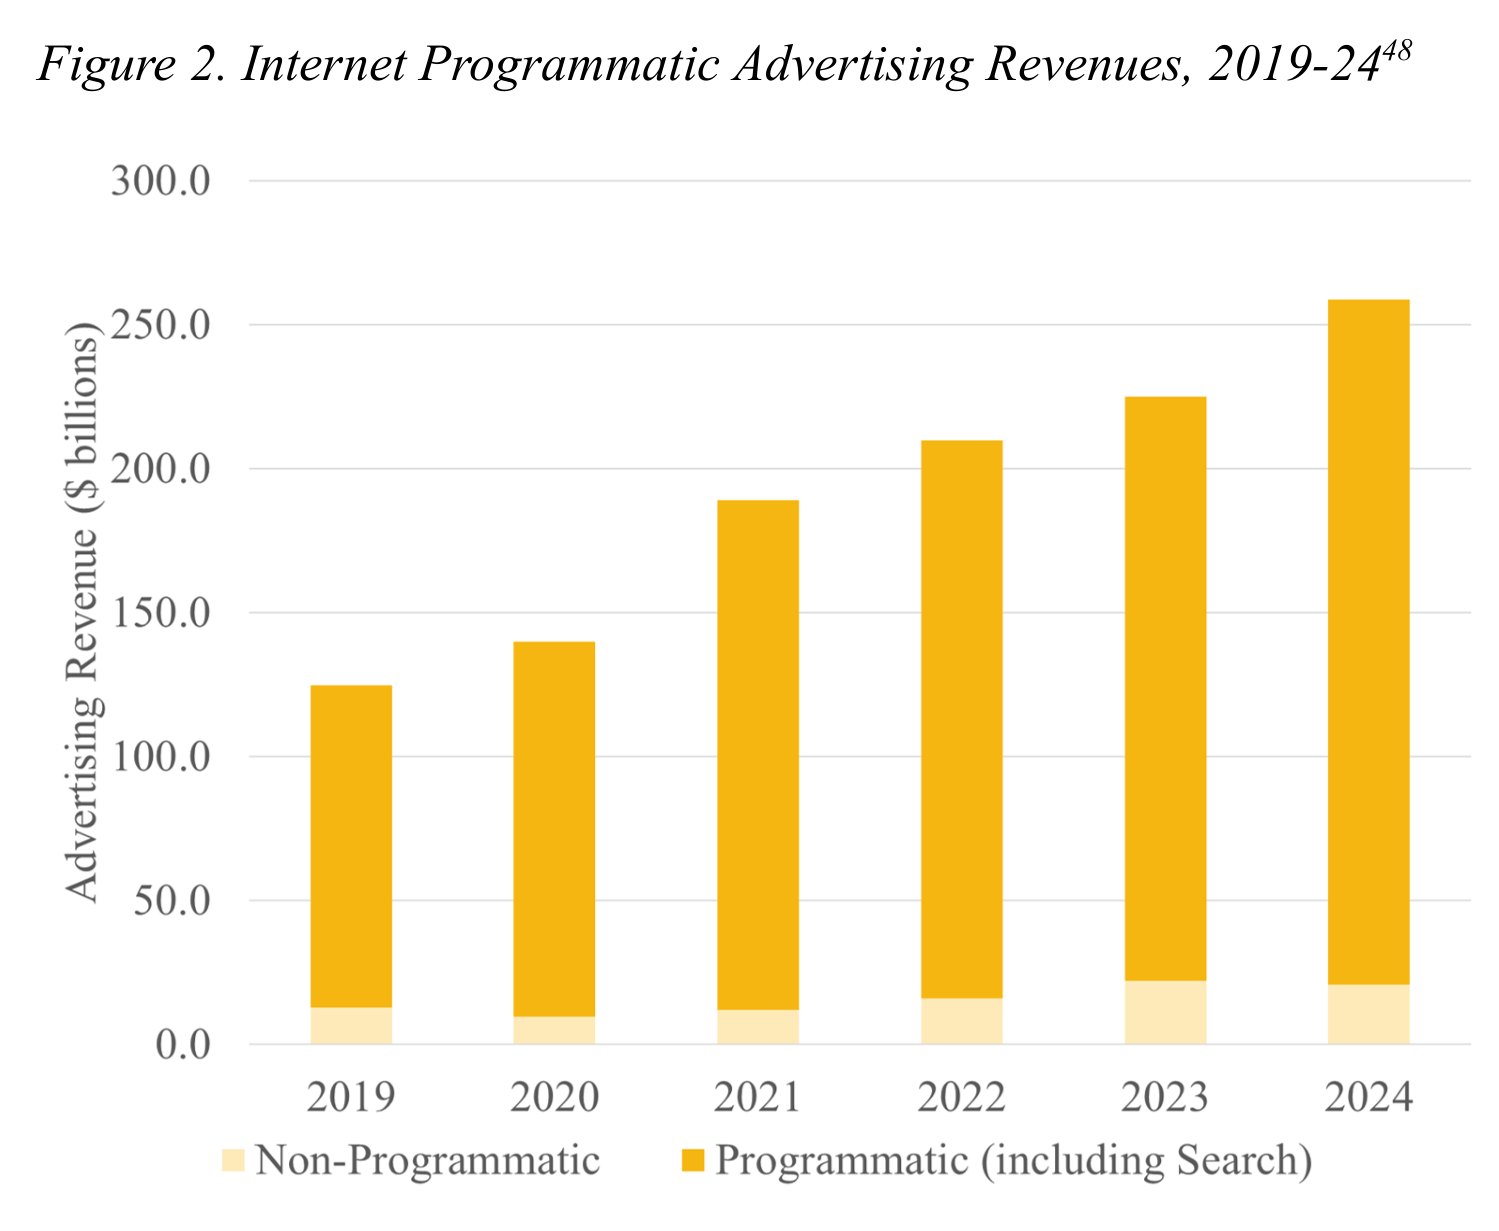 Figure 2. Internet Programmatic Advertising Revenues, 2019-24⁴⁸
300.0
250.0
200.0
150.0
100.0
50.0
0.0
Advertising Revenue ($ billions)
2019 2020 2021 2022 2023 2024
Non-Programmatic Programmatic (including Search)